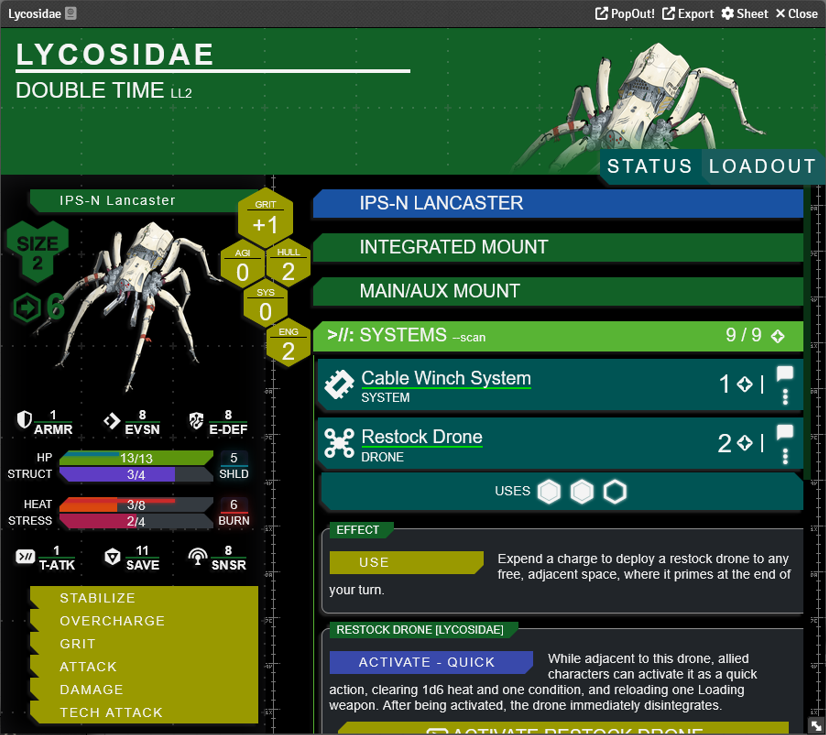 Lycosidae
PopOut! Export Sheet Close
LYCOSIDAE
DOUBLE TIME LL2
STATUS LOADOUT
IPS-N Lancaster
SIZE
2
6
GRIT
+1
AGI
0
HULL
2
SYS
0
ENG
2
1
ARMR
8
EVSN
8
E-DEF
HP 13/13
STRUCT 3/4
5
SHLD
HEAT 3/8
STRESS 2/4
6
BURN
1
T-ATK
11
SAVE
8
SNSR
STABILIZE
OVERCHARGE
GRIT
ATTACK
DAMAGE
TECH ATTACK
IPS-N LANCASTER
INTEGRATED MOUNT
MAIN/AUX MOUNT
>//: SYSTEMS --scan 9 / 9
Cable Winch System
SYSTEM
1 |
Restock Drone
DRONE
2 |
USES
EFFECT
USE
Expend a charge to deploy a restock drone to any
free, adjacent space, where it primes at the end of
your turn.
RESTOCK DRONE [LYCOSIDAE]
ACTIVATE - QUICK
While adjacent to this drone, allied
characters can activate it as a quick
action, clearing 1d6 heat and one condition, and reloading one Loading
weapon. After being activated, the drone immediately disintegrates.
ACTIVATE RESTOCK DRONE